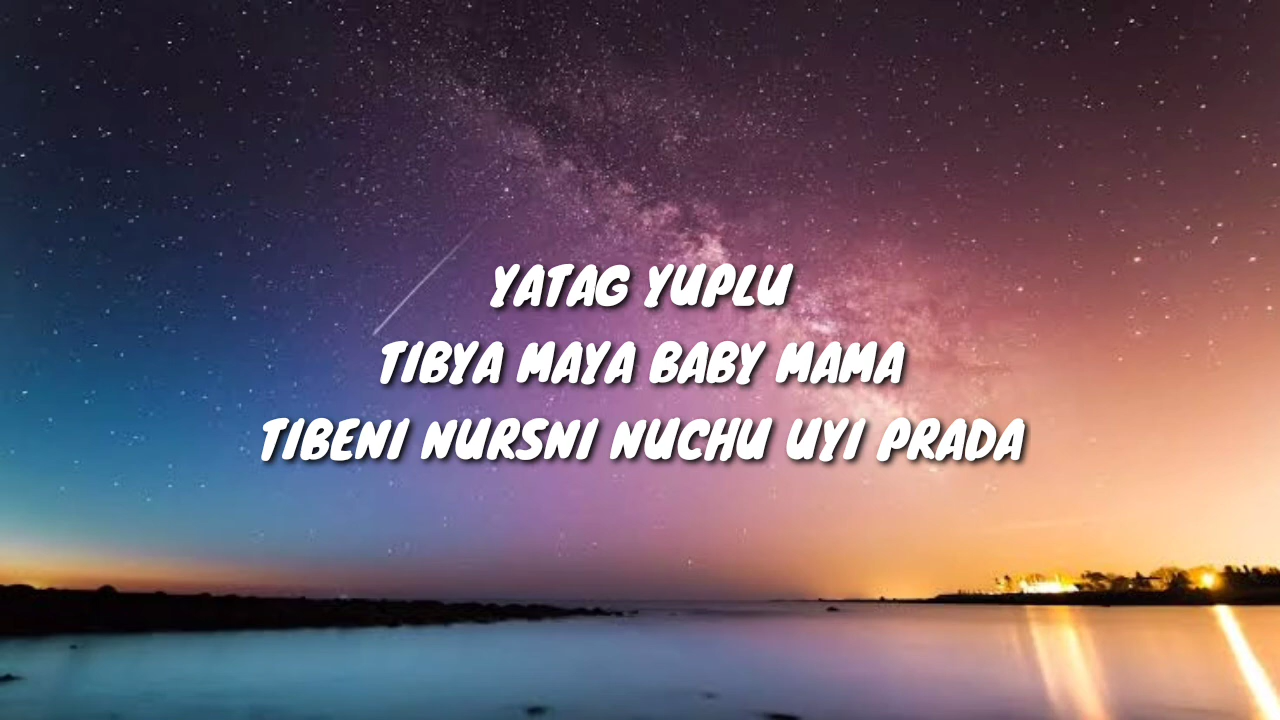 YATAG YUPLU
TIBYA MAYA BABY MAMA
TIBENI NURSNI NUCHU UYI PRADA